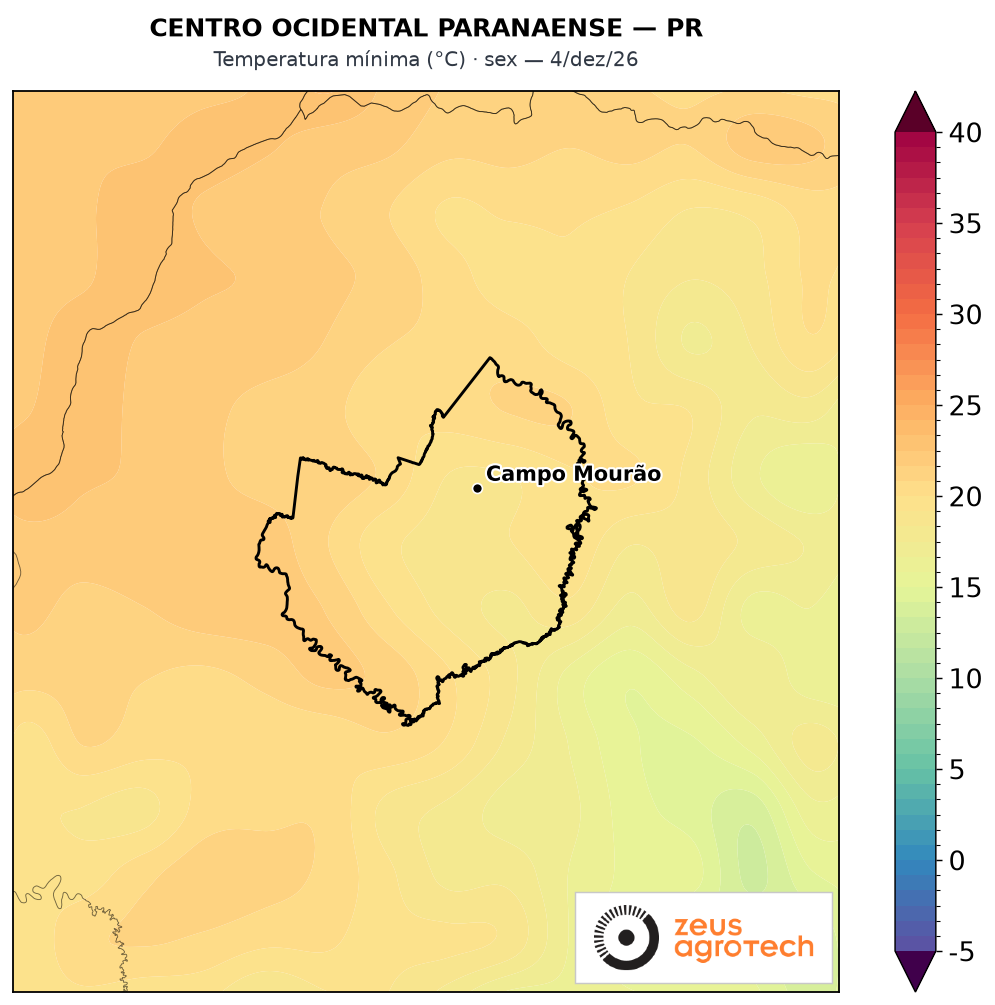 CENTRO OCIDENTAL PARANAENSE — PR
Temperatura mínima (°C) · sex — 4/dez/26
40
35
30
25
20
15
10
5
0
-5
Campo Mourão
zeus
agrotech